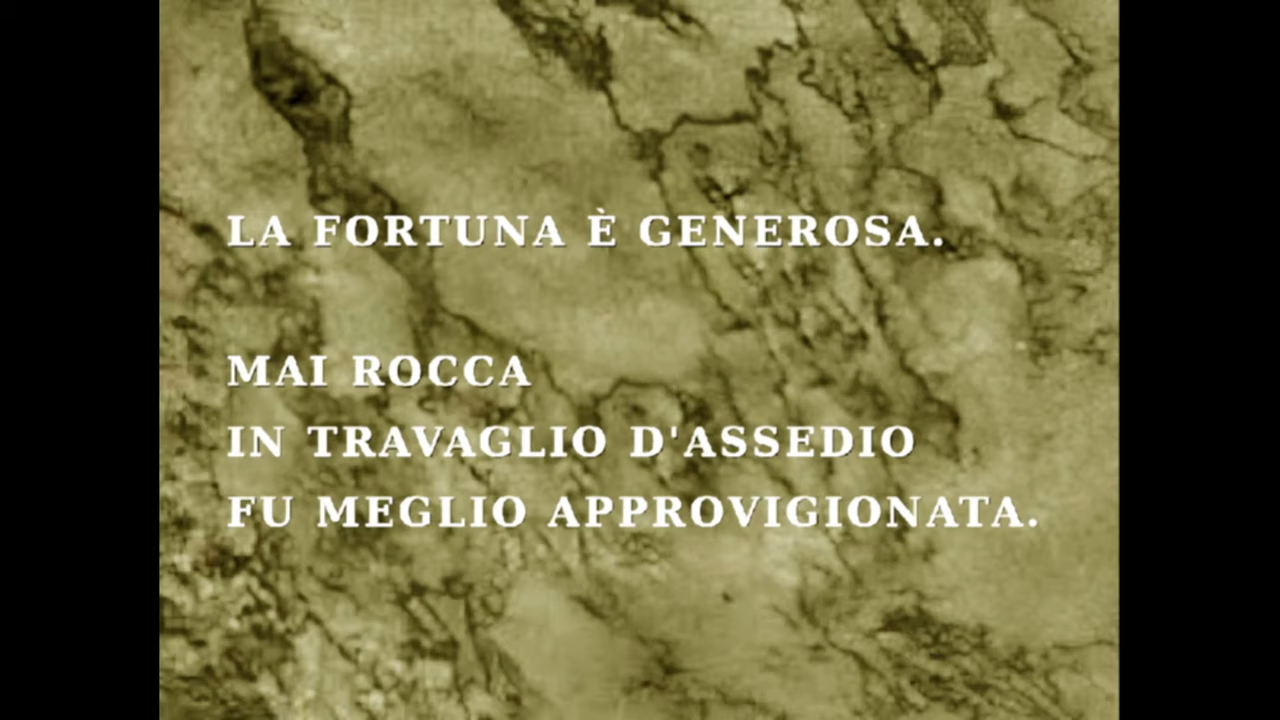 LA FORTUNA È GENEROSA.
MAI ROCCA
IN TRAVAGLIO D'ASSEDIO
FU MEGLIO APPROVIGIONATA.